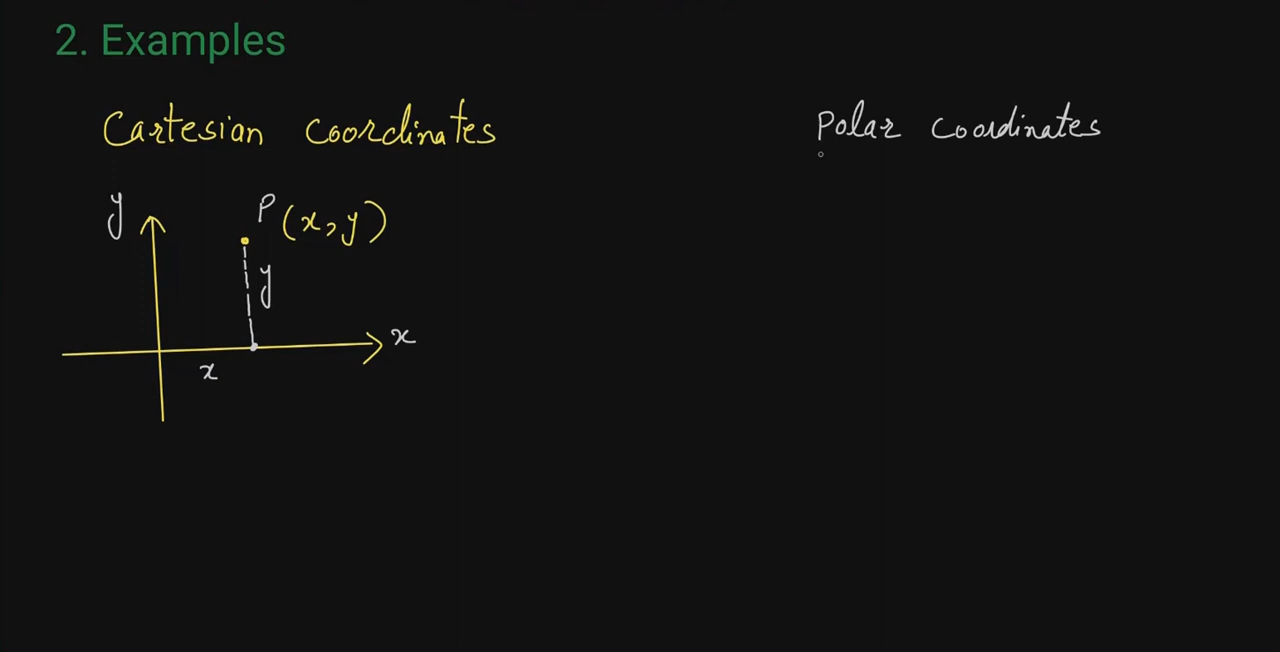 2. Examples
Cartesian coordinates
Polar coordinates
y
P (x, y)
y
x
x